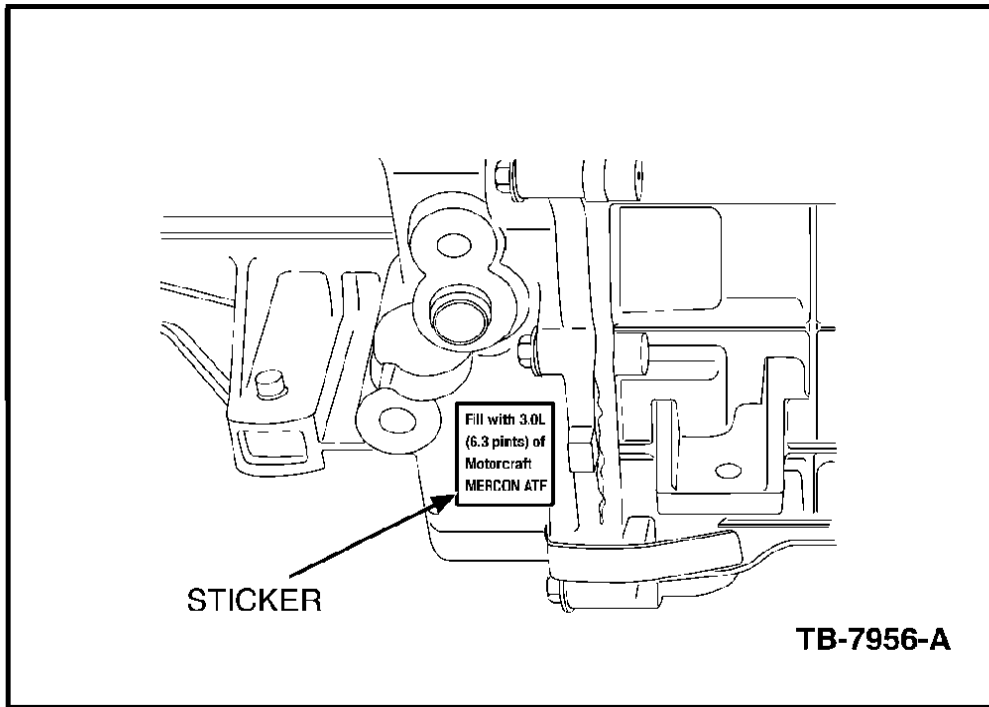 Fill with 3.0L
(6.3 pints) of
Motorcraft
MERCON ATF
STICKER
TB-7956-A